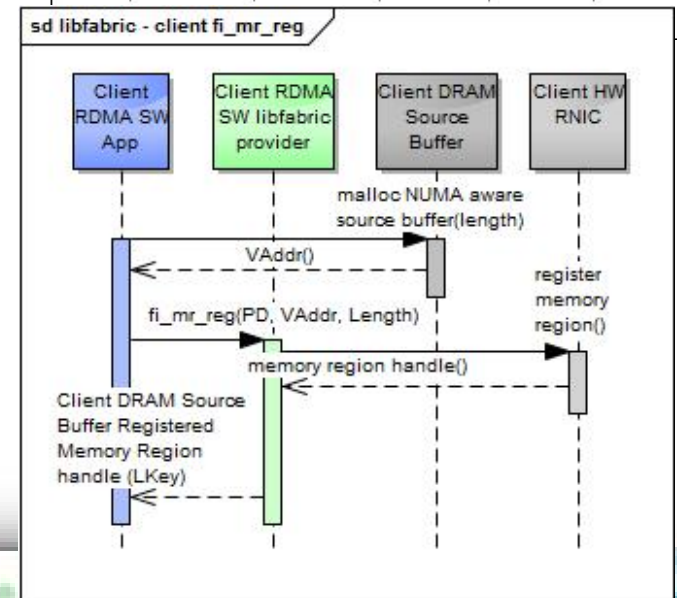 sd libfabric - client fi_mr_reg
Client
RDMA SW
App
Client RDMA
SW libfabric
provider
Client DRAM
Source
Buffer
Client HW
RNIC
malloc NUMA aware
source buffer(length)
VAddr()
register
memory
region()
fi_mr_reg(PD, VAddr, Length)
memory region handle()
Client DRAM Source
Buffer Registered
Memory Region
handle (LKey)